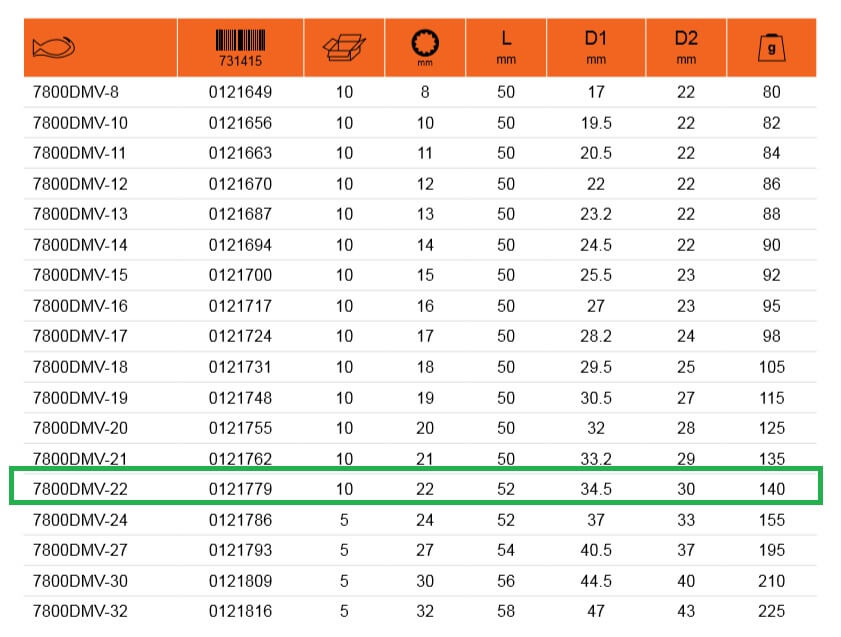 731415 mm L mm D1 mm D2 mm g
7800DMV-8 0121649 10 8 50 17 22 80
7800DMV-10 0121656 10 10 50 19.5 22 82
7800DMV-11 0121663 10 11 50 20.5 22 84
7800DMV-12 0121670 10 12 50 22 22 86
7800DMV-13 0121687 10 13 50 23.2 22 88
7800DMV-14 0121694 10 14 50 24.5 22 90
7800DMV-15 0121700 10 15 50 25.5 23 92
7800DMV-16 0121717 10 16 50 27 23 95
7800DMV-17 0121724 10 17 50 28.2 24 98
7800DMV-18 0121731 10 18 50 29.5 25 105
7800DMV-19 0121748 10 19 50 30.5 27 115
7800DMV-20 0121755 10 20 50 32 28 125
7800DMV-21 0121762 10 21 50 33.2 29 135
7800DMV-22 0121779 10 22 52 34.5 30 140
7800DMV-24 0121786 5 24 52 37 33 155
7800DMV-27 0121793 5 27 54 40.5 37 195
7800DMV-30 0121809 5 30 56 44.5 40 210
7800DMV-32 0121816 5 32 58 47 43 225